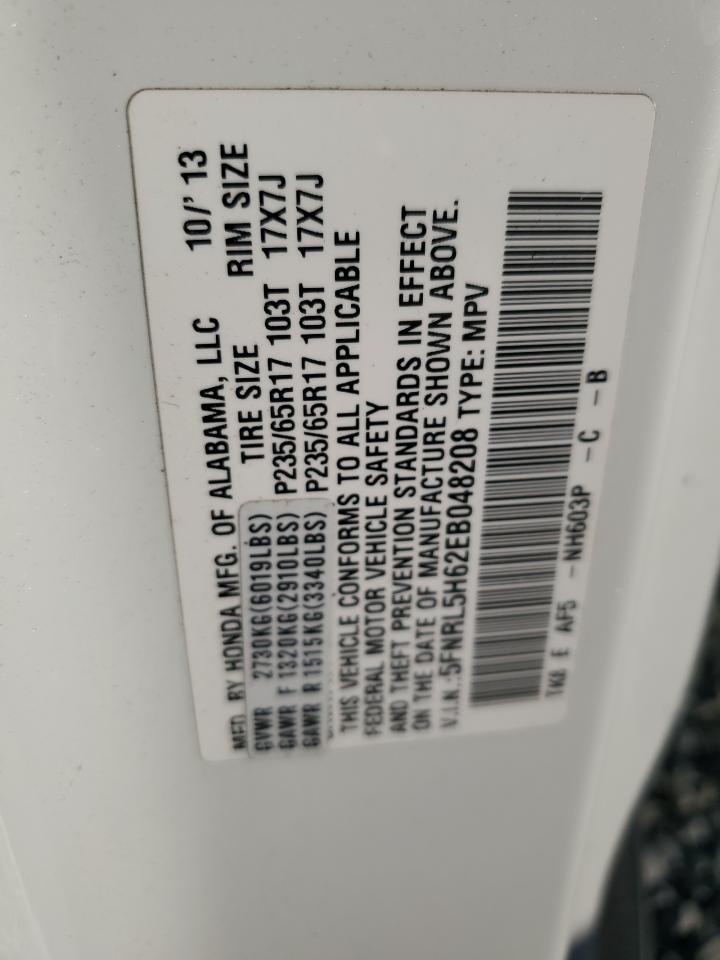 MFD. BY HONDA MFG. OF ALABAMA, LLC 10/' 13
TIRE SIZE RIM SIZE
GVWR 2730KG(6019LBS)
GAWR F 1320KG(2910LBS) P235/65R17 103T 17X7J
GAWR R 1515KG(3340LBS) P235/65R17 103T 17X7J
THIS VEHICLE CONFORMS TO ALL APPLICABLE
FEDERAL MOTOR VEHICLE SAFETY
AND THEFT PREVENTION STANDARDS IN EFFECT
ON THE DATE OF MANUFACTURE SHOWN ABOVE.
V.I.N.:5FNRL5H62EB048208 TYPE: MPV
TK8 E AF5 -NH603P -C -B